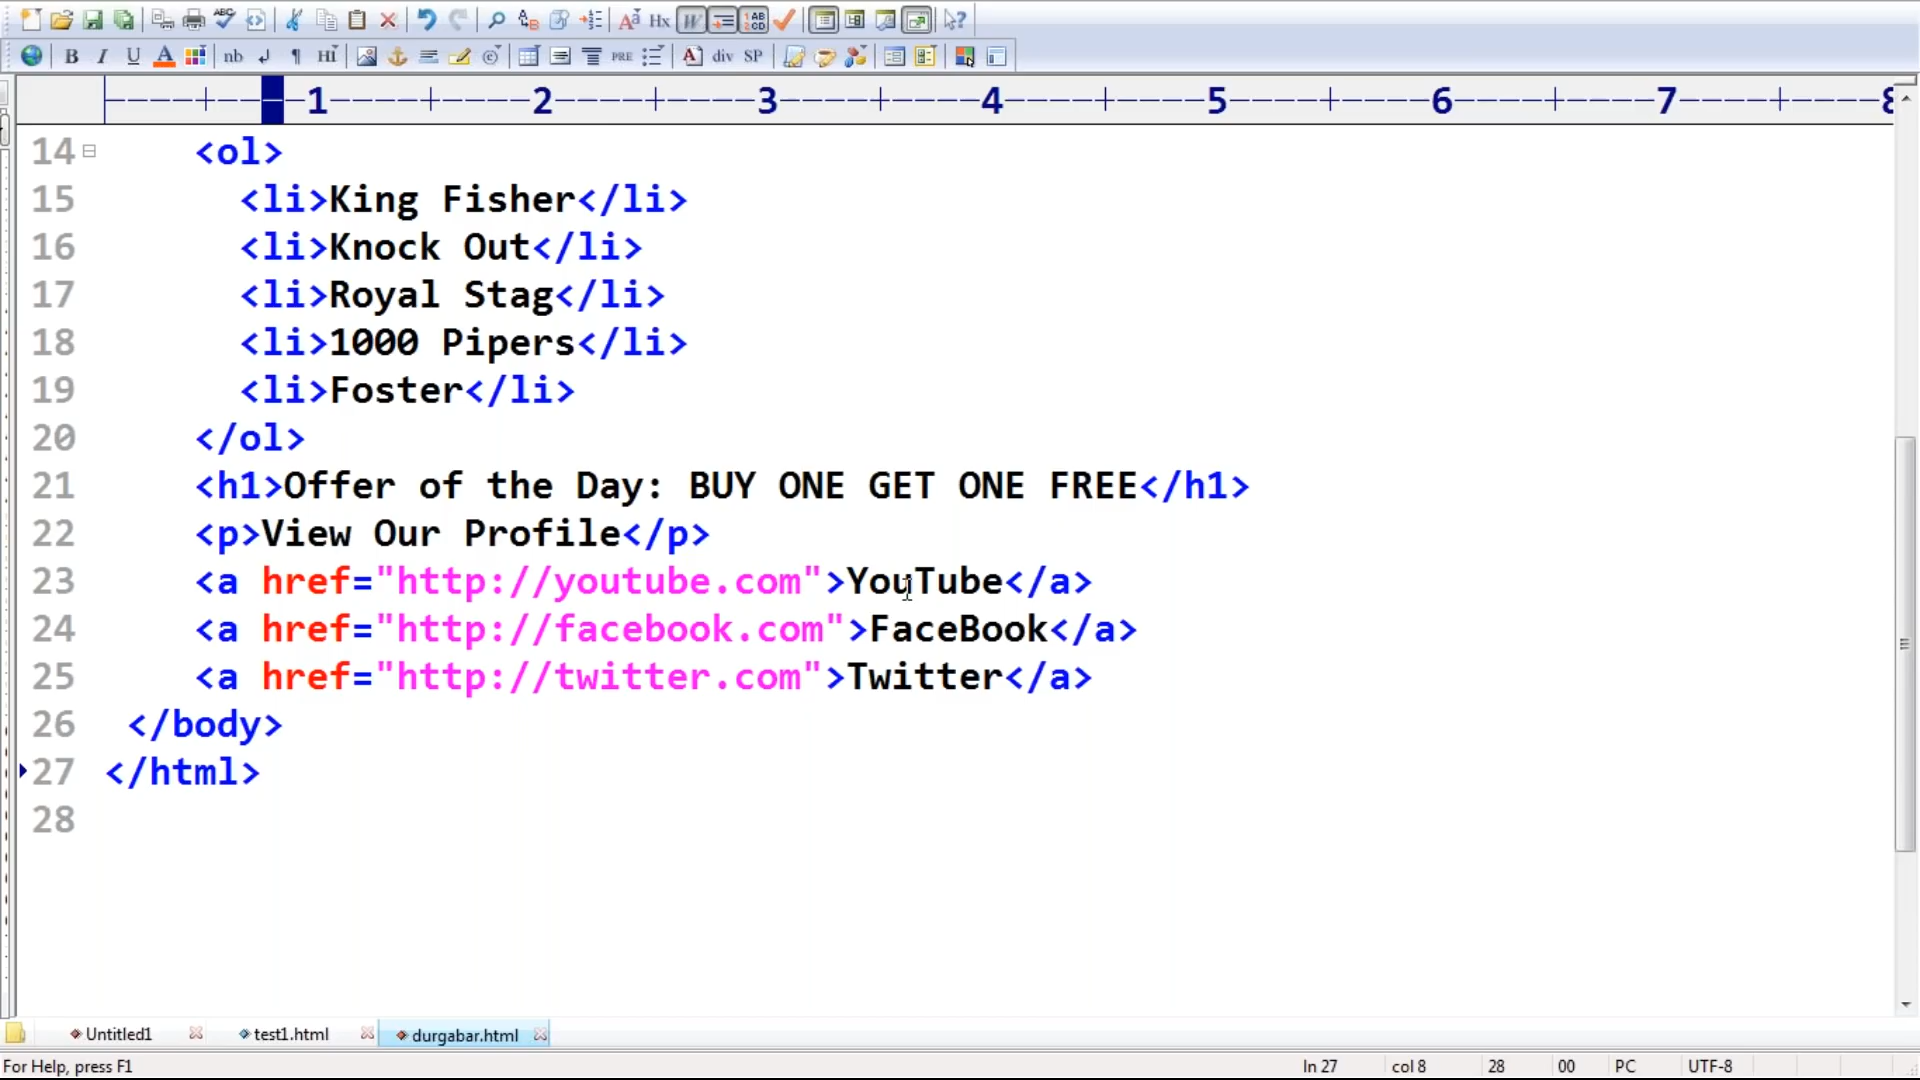 B I U A nb Hi PRE A div SP
1 2 3 4 5 6 7 8
14 <ol>
15 <li>King Fisher</li>
16 <li>Knock Out</li>
17 <li>Royal Stag</li>
18 <li>1000 Pipers</li>
19 <li>Foster</li>
20 </ol>
21 <h1>Offer of the Day: BUY ONE GET ONE FREE</h1>
22 <p>View Our Profile</p>
23 <a href="http://youtube.com">YouTube</a>
24 <a href="http://facebook.com">FaceBook</a>
25 <a href="http://twitter.com">Twitter</a>
26 </body>
27 </html>
28
Untitled1 test1.html durgabar.html
For Help, press F1 ln 27 col 8 28 00 PC UTF-8